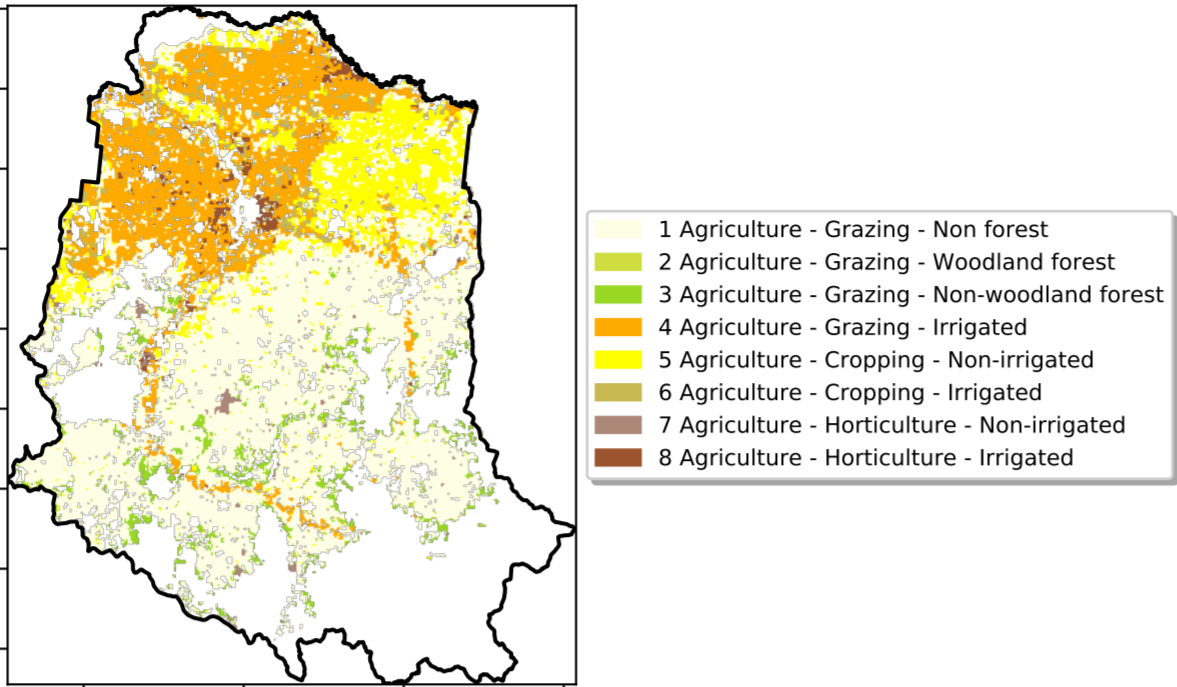 1 Agriculture - Grazing - Non forest
2 Agriculture - Grazing - Woodland forest
3 Agriculture - Grazing - Non-woodland forest
4 Agriculture - Grazing - Irrigated
5 Agriculture - Cropping - Non-irrigated
6 Agriculture - Cropping - Irrigated
7 Agriculture - Horticulture - Non-irrigated
8 Agriculture - Horticulture - Irrigated